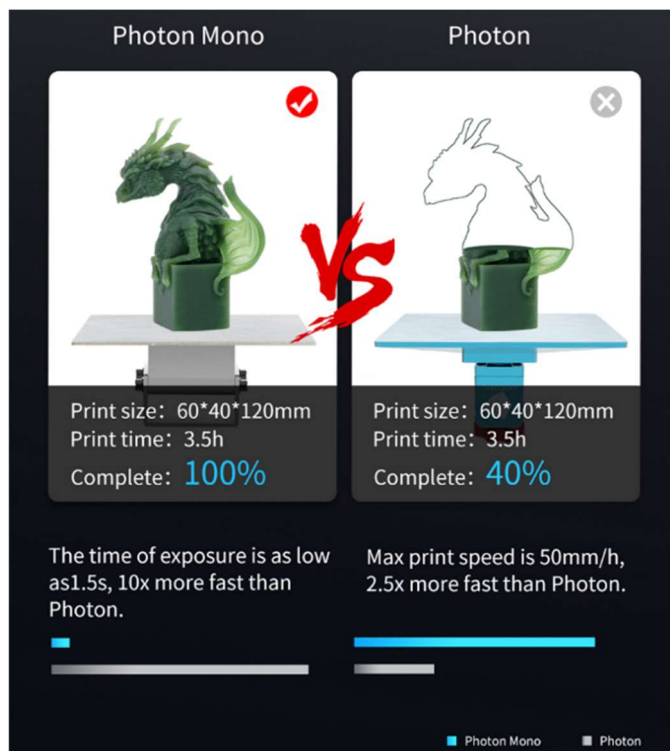 Photon Mono
Photon
VS
Print size: 60*40*120mm
Print time: 3.5h
Complete: 100%
Print size: 60*40*120mm
Print time: 3.5h
Complete: 40%
The time of exposure is as low
as1.5s, 10x more fast than
Photon.
Max print speed is 50mm/h,
2.5x more fast than Photon.
Photon Mono
Photon